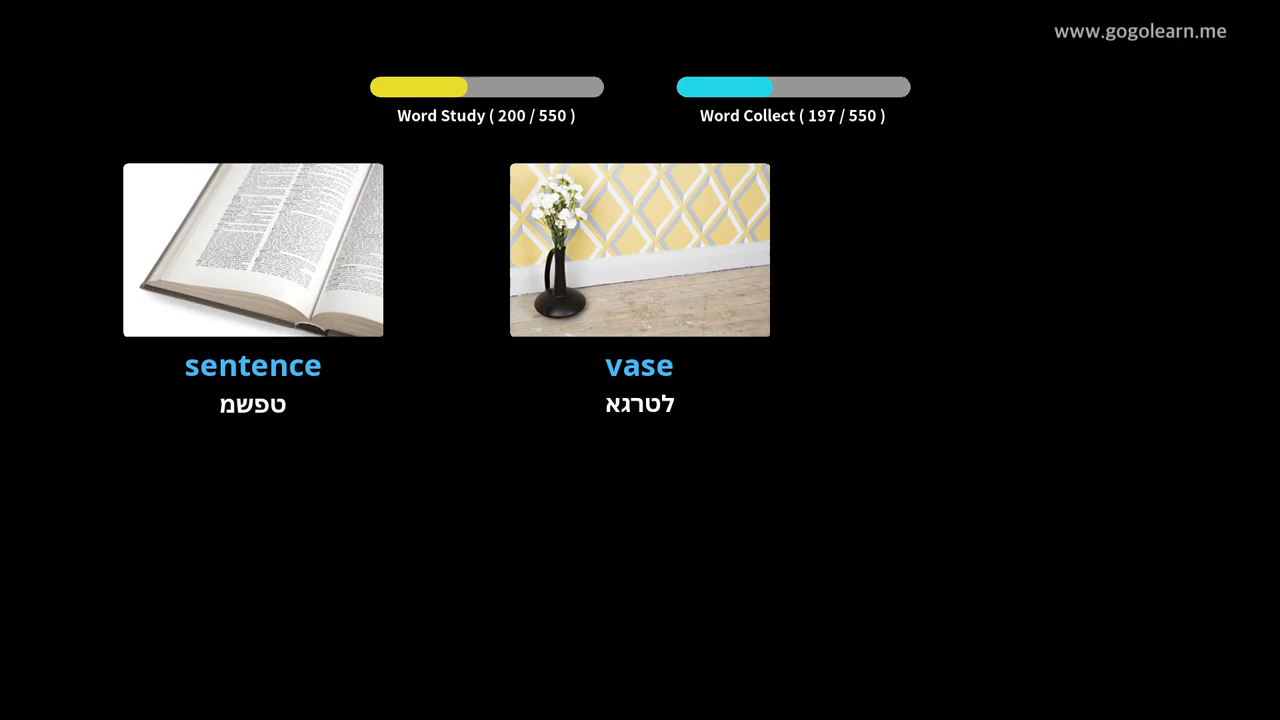 www.gogolearn.me
Word Study ( 200 / 550 )
Word Collect ( 197 / 550 )
sentence
טפשמ
vase
לטרגא